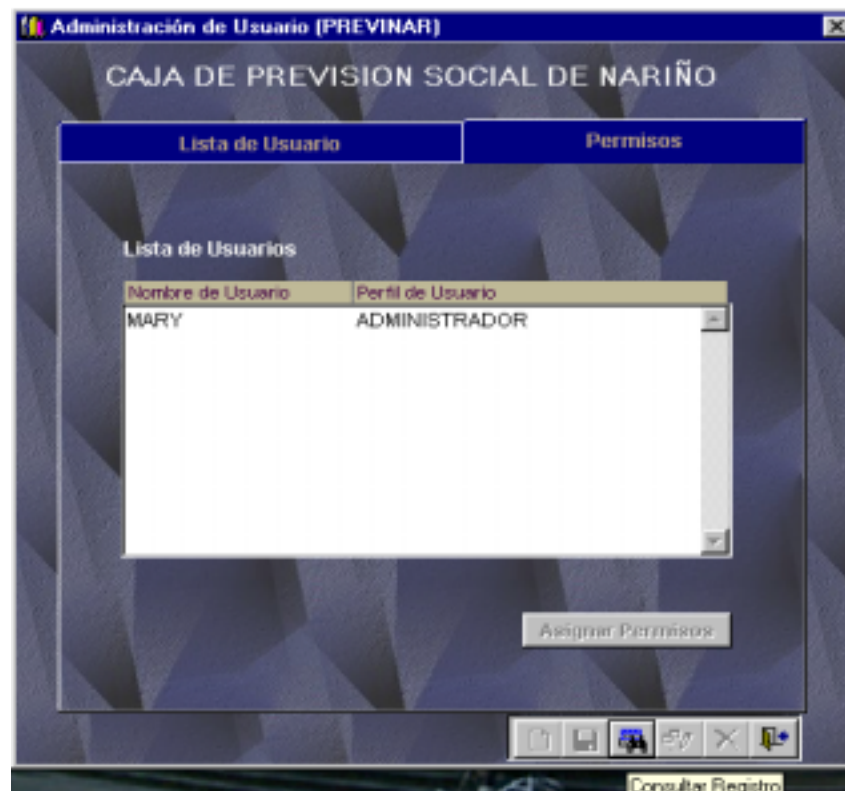 Administración de Usuario (PREVINAR)
CAJA DE PREVISION SOCIAL DE NARIÑO
Lista de Usuario
Permisos
Lista de Usuarios
Nombre de Usuario Perfil de Usuario
MARY ADMINISTRADOR
Asignar Permisos
Consultar Registro